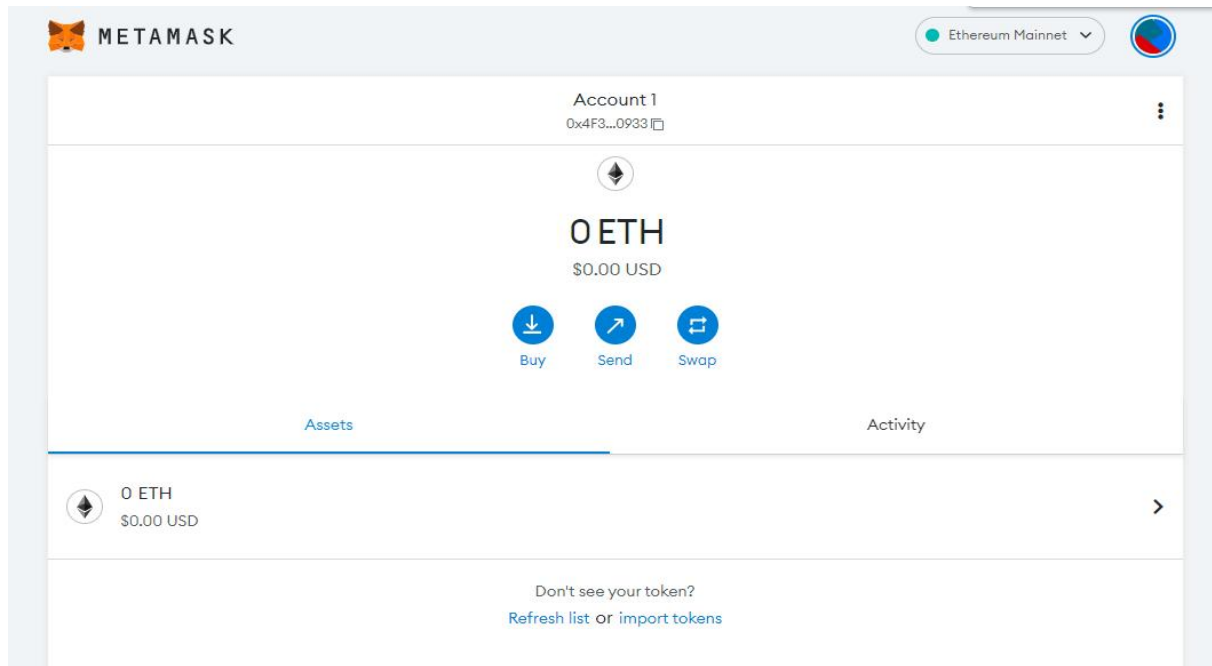 METAMASK
Ethereum Mainnet
Account 1
0x4F3...0933
0 ETH
$0.00 USD
Buy
Send
Swap
Assets
Activity
0 ETH
$0.00 USD
Don't see your token?
Refresh list or import tokens